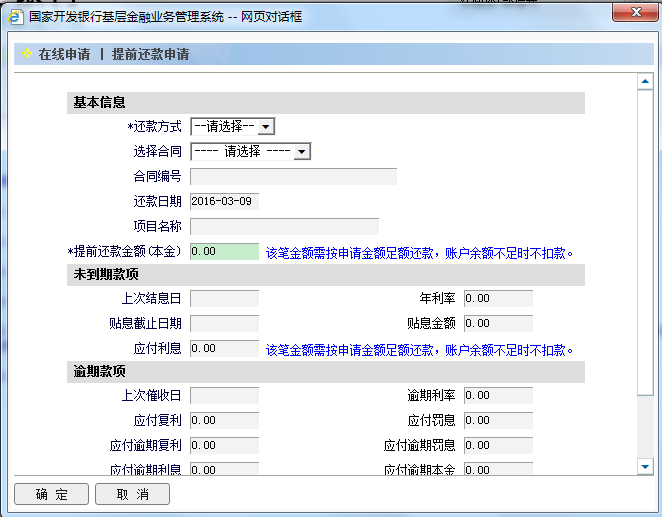 国家开发银行基层金融业务管理系统 -- 网页对话框
在线申请 | 提前还款申请
基本信息
*还款方式 --请选择--
选择合同 ---- 请选择 ----
合同编号
还款日期 2016-03-09
项目名称
*提前还款金额(本金) 0.00 该笔金额需按申请金额足额还款，账户余额不足时不扣款。
未到期款项
上次结息日 年利率 0.00
贴息截止日期 贴息金额 0.00
应付利息 0.00 该笔金额需按申请金额足额还款，账户余额不足时不扣款。
逾期款项
上次催收日 逾期利率 0.00
应付复利 0.00 应付罚息 0.00
应付逾期复利 0.00 应付逾期罚息 0.00
应付逾期利息 0.00 应付逾期本金 0.00
确 定 取 消